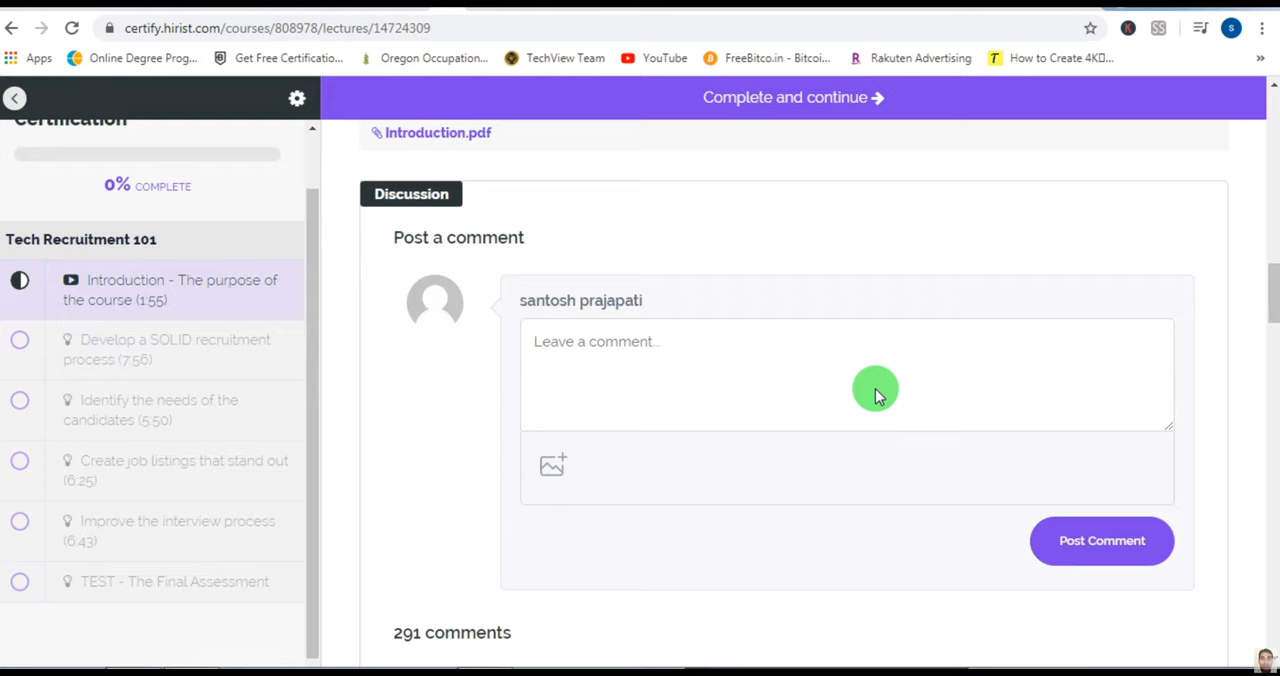 certify.hirist.com/courses/808978/lectures/14724309
K SS s
Apps Online Degree Prog... Get Free Certificatio... Oregon Occupation... TechView Team YouTube FreeBitco.in - Bitcoi... R Rakuten Advertising T How to Create 4K▯... »
Certification
Complete and continue
Introduction.pdf
0% COMPLETE
Discussion
Tech Recruitment 101
Post a comment
Introduction - The purpose of
the course (1:55)
santosh prajapati
Leave a comment...
Develop a SOLID recruitment
process (7:56)
Identify the needs of the
candidates (5:50)
Create job listings that stand out
(6:25)
Improve the interview process
(6:43)
Post Comment
TEST - The Final Assessment
291 comments